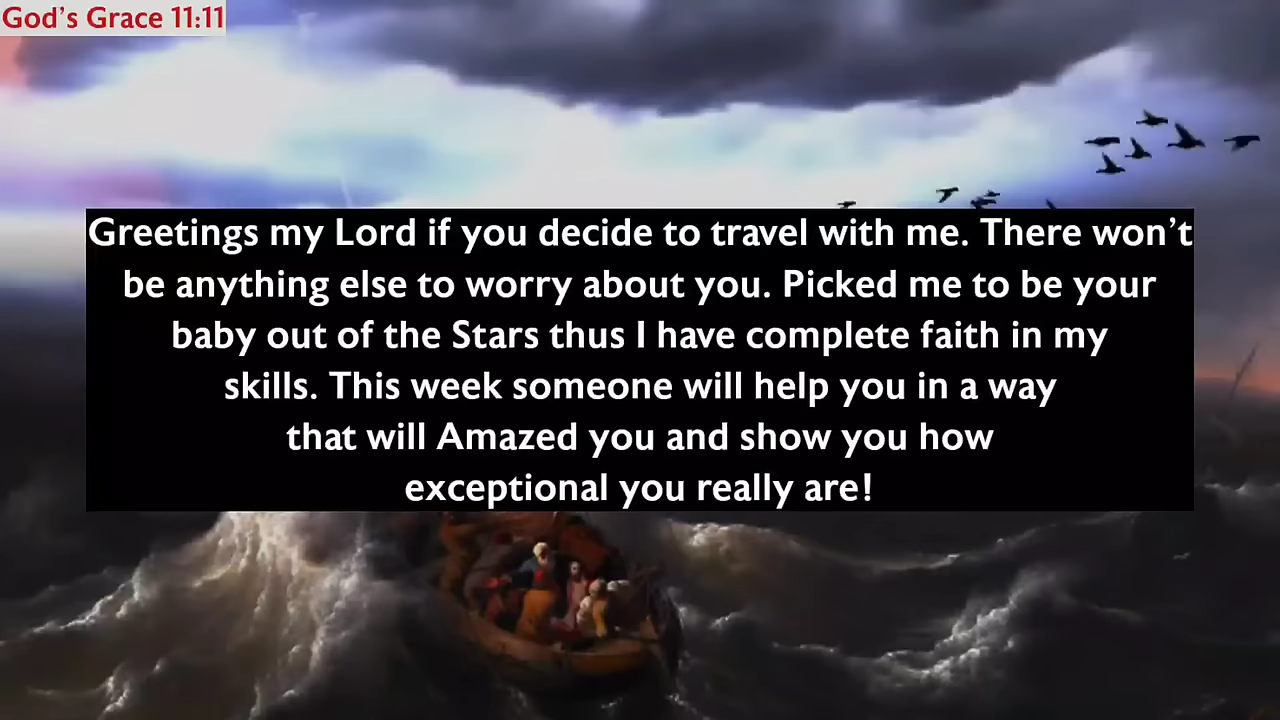 God's Grace 11:11
Greetings my Lord if you decide to travel with me. There won't
be anything else to worry about you. Picked me to be your
baby out of the Stars thus I have complete faith in my
skills. This week someone will help you in a way
that will Amazed you and show you how
exceptional you really are!